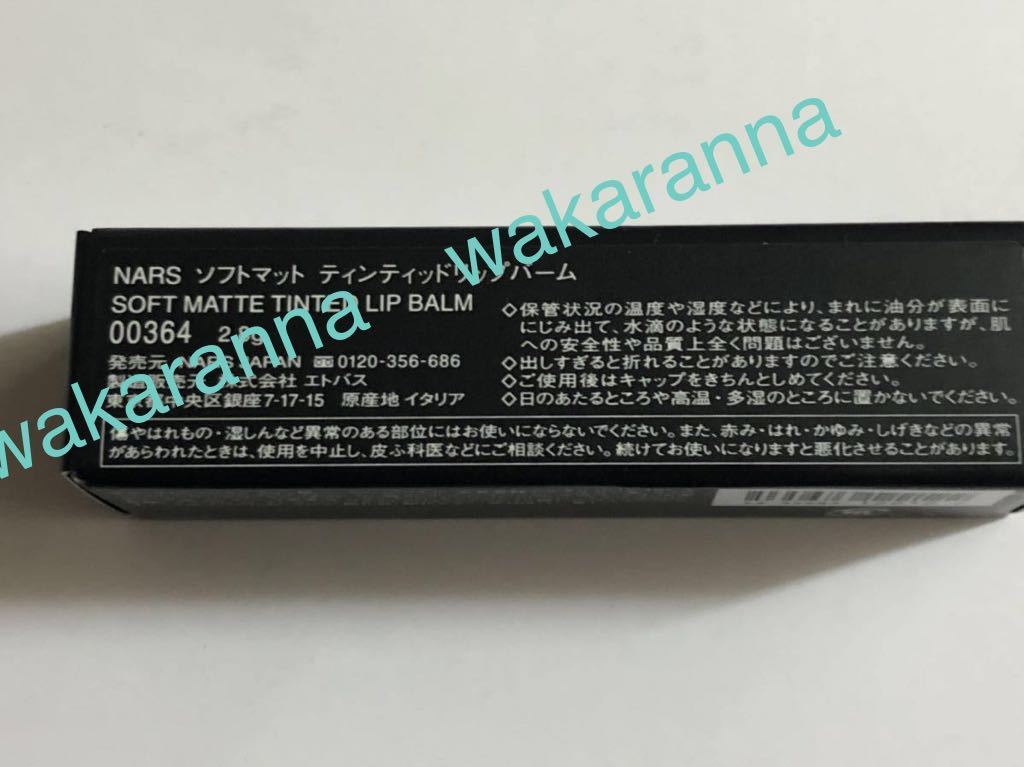 wakaranna
wakaranna
NARS ソフトマット ティンティッドリップバーム
SOFT MATTE TINTED LIP BALM
00364 2.8g
発売元 NARS JAPAN 0120-356-686
製造販売元 株式会社 エトバス
東京都中央区銀座7-17-15 原産地 イタリア
◇保管状況の温度や湿度などにより、まれに油分が表面に
にじみ出て、水滴のような状態になることがありますが、肌
への安全性や品質上全く問題はございません。
◇出しすぎると折れることがありますのでご注意ください。
◇ご使用後はキャップをきちんとしめてください。
◇日のあたるところや高温・多湿のところに置かないでください。
傷やはれもの・湿しんなど異常のある部位にはお使いにならないでください。また、赤み・はれ・かゆみ・しげきなどの異常
があらわれたときは、使用を中止し、皮ふ科医などにご相談ください。続けてお使いになりますと悪化させることがあります。